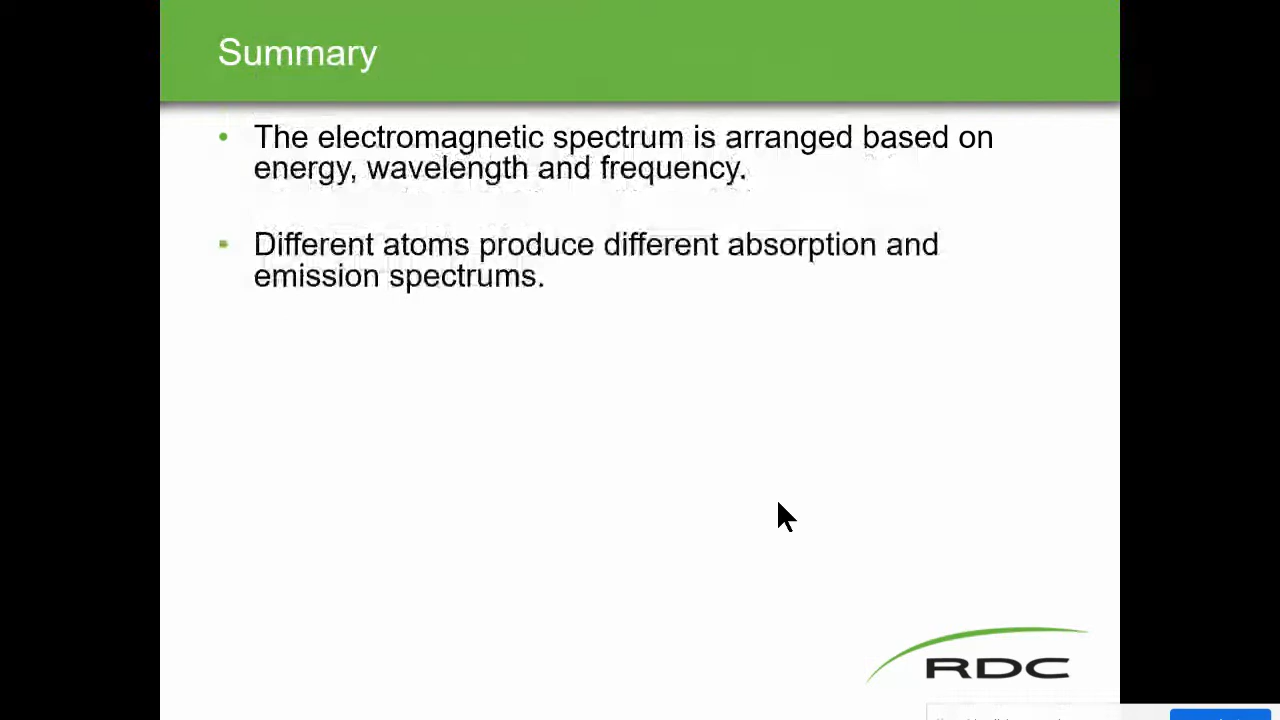 Summary
• The electromagnetic spectrum is arranged based on
energy, wavelength and frequency.
• Different atoms produce different absorption and
emission spectrums.
RDC